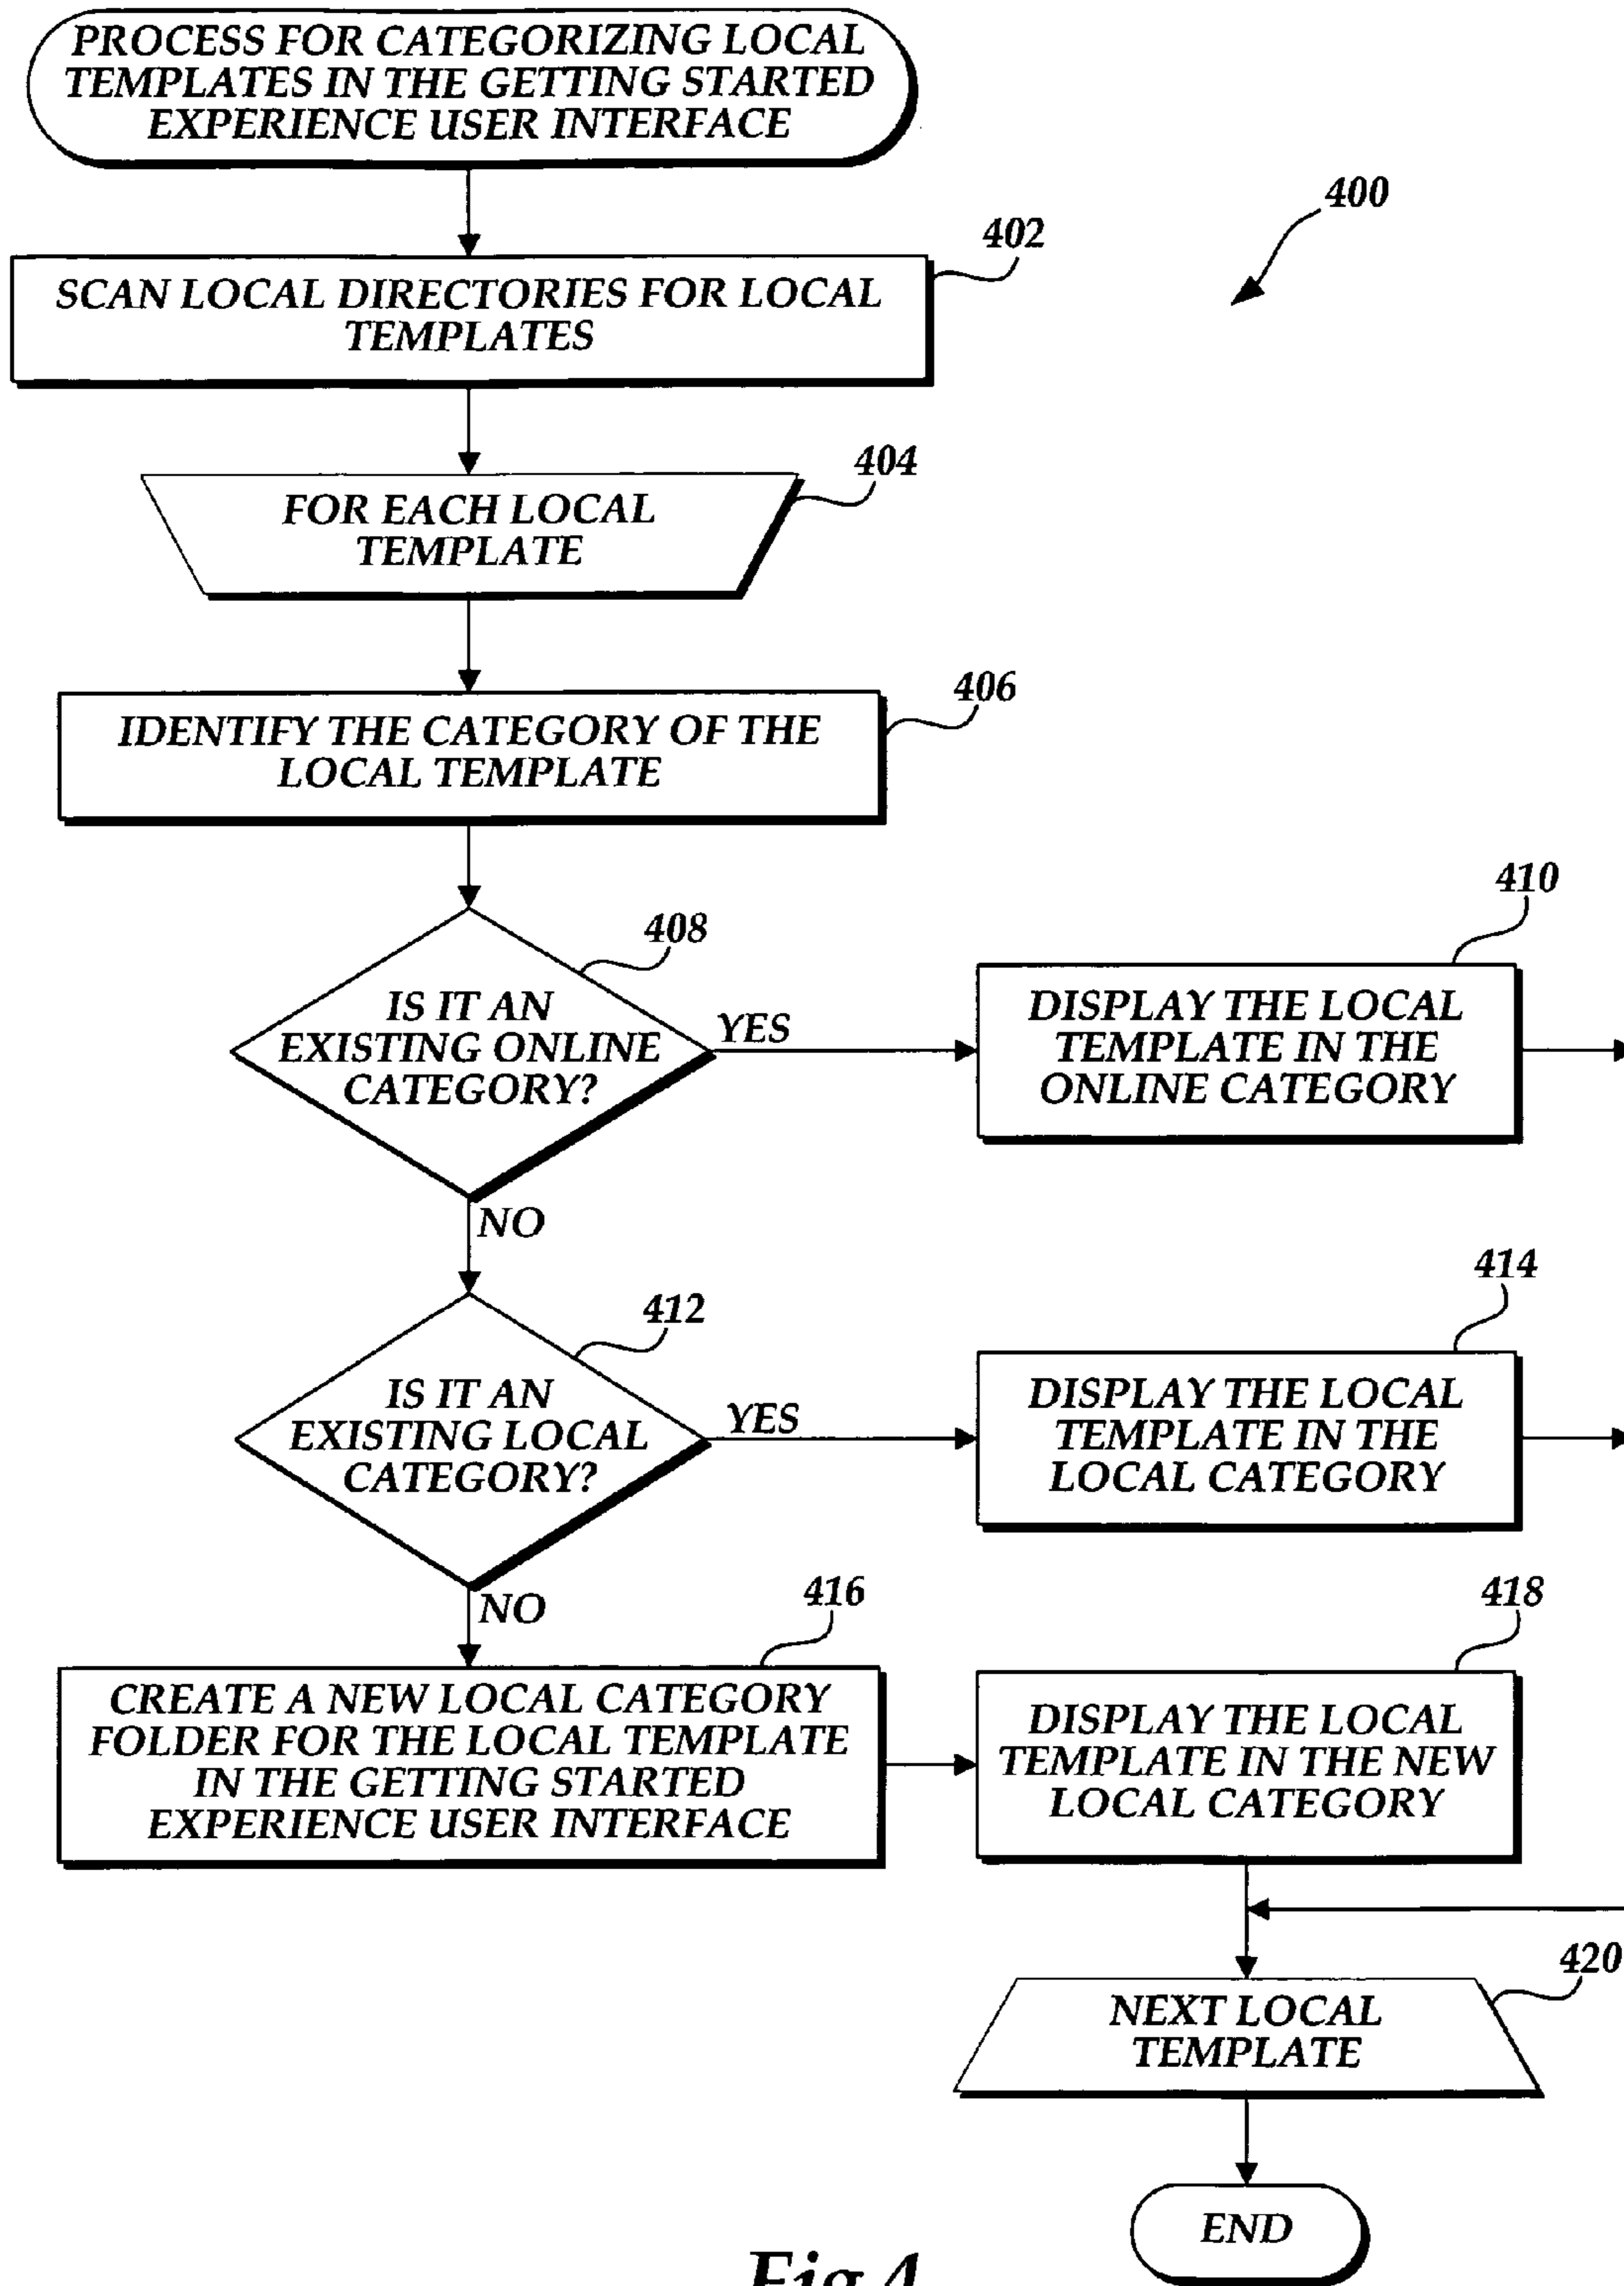 PROCESS FOR CATEGORIZING LOCAL
TEMPLATES IN THE GETTING STARTED
EXPERIENCE USER INTERFACE
400
402
SCAN LOCAL DIRECTORIES FOR LOCAL
TEMPLATES
404
FOR EACH LOCAL
TEMPLATE
406
IDENTIFY THE CATEGORY OF THE
LOCAL TEMPLATE
408
IS IT AN
EXISTING ONLINE
CATEGORY?
YES
NO
410
DISPLAY THE LOCAL
TEMPLATE IN THE
ONLINE CATEGORY
412
IS IT AN
EXISTING LOCAL
CATEGORY?
YES
NO
414
DISPLAY THE LOCAL
TEMPLATE IN THE
LOCAL CATEGORY
416
CREATE A NEW LOCAL CATEGORY
FOLDER FOR THE LOCAL TEMPLATE
IN THE GETTING STARTED
EXPERIENCE USER INTERFACE
418
DISPLAY THE LOCAL
TEMPLATE IN THE NEW
LOCAL CATEGORY
420
NEXT LOCAL
TEMPLATE
END
Fig.4